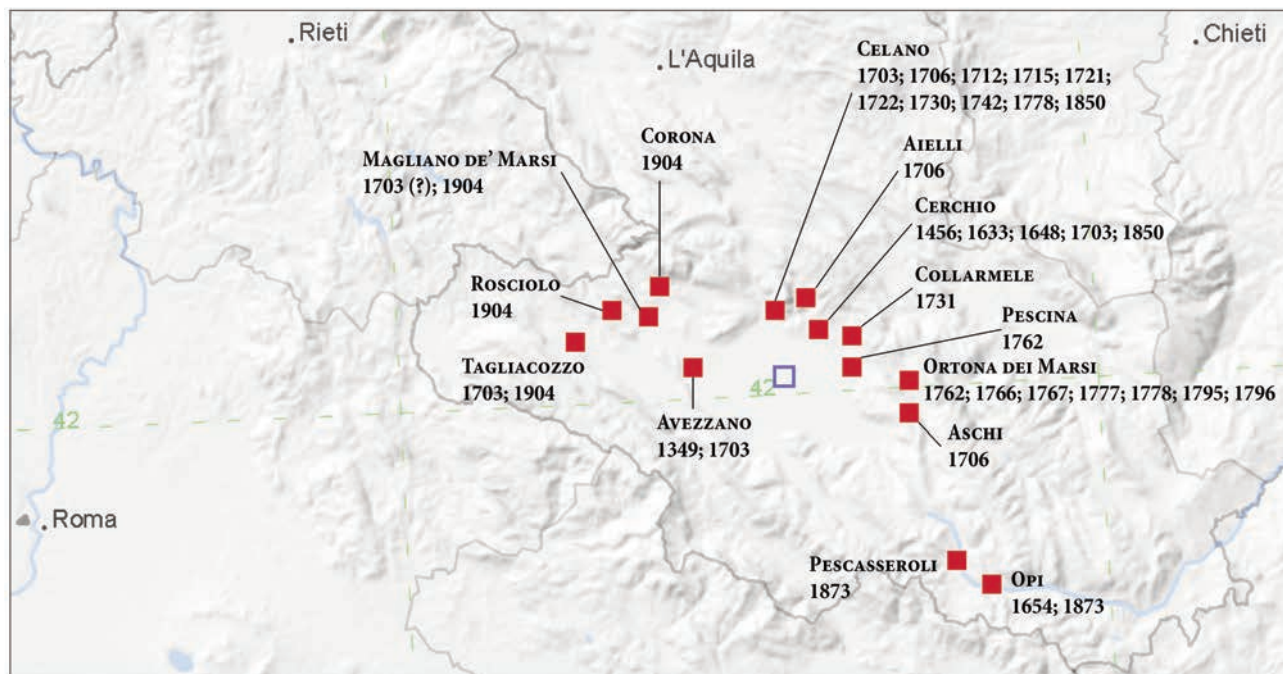 Rieti
L'Aquila
Chieti
CELANO
1703; 1706; 1712; 1715; 1721;
1722; 1730; 1742; 1778; 1850
CORONA
1904
AIELLI
1706
MAGLIANO DE' MARSI
1703 (?); 1904
CERCHIO
1456; 1633; 1648; 1703; 1850
COLLARMELE
1731
ROSCIOLO
1904
PESCINA
1762
TAGLIACOZZO
1703; 1904
ORTONA DEI MARSI
1762; 1766; 1767; 1777; 1778; 1795; 1796
42
42
AVEZZANO
1349; 1703
ASCHI
1706
Roma
PESCASSEROLI
1873
OPI
1654; 1873